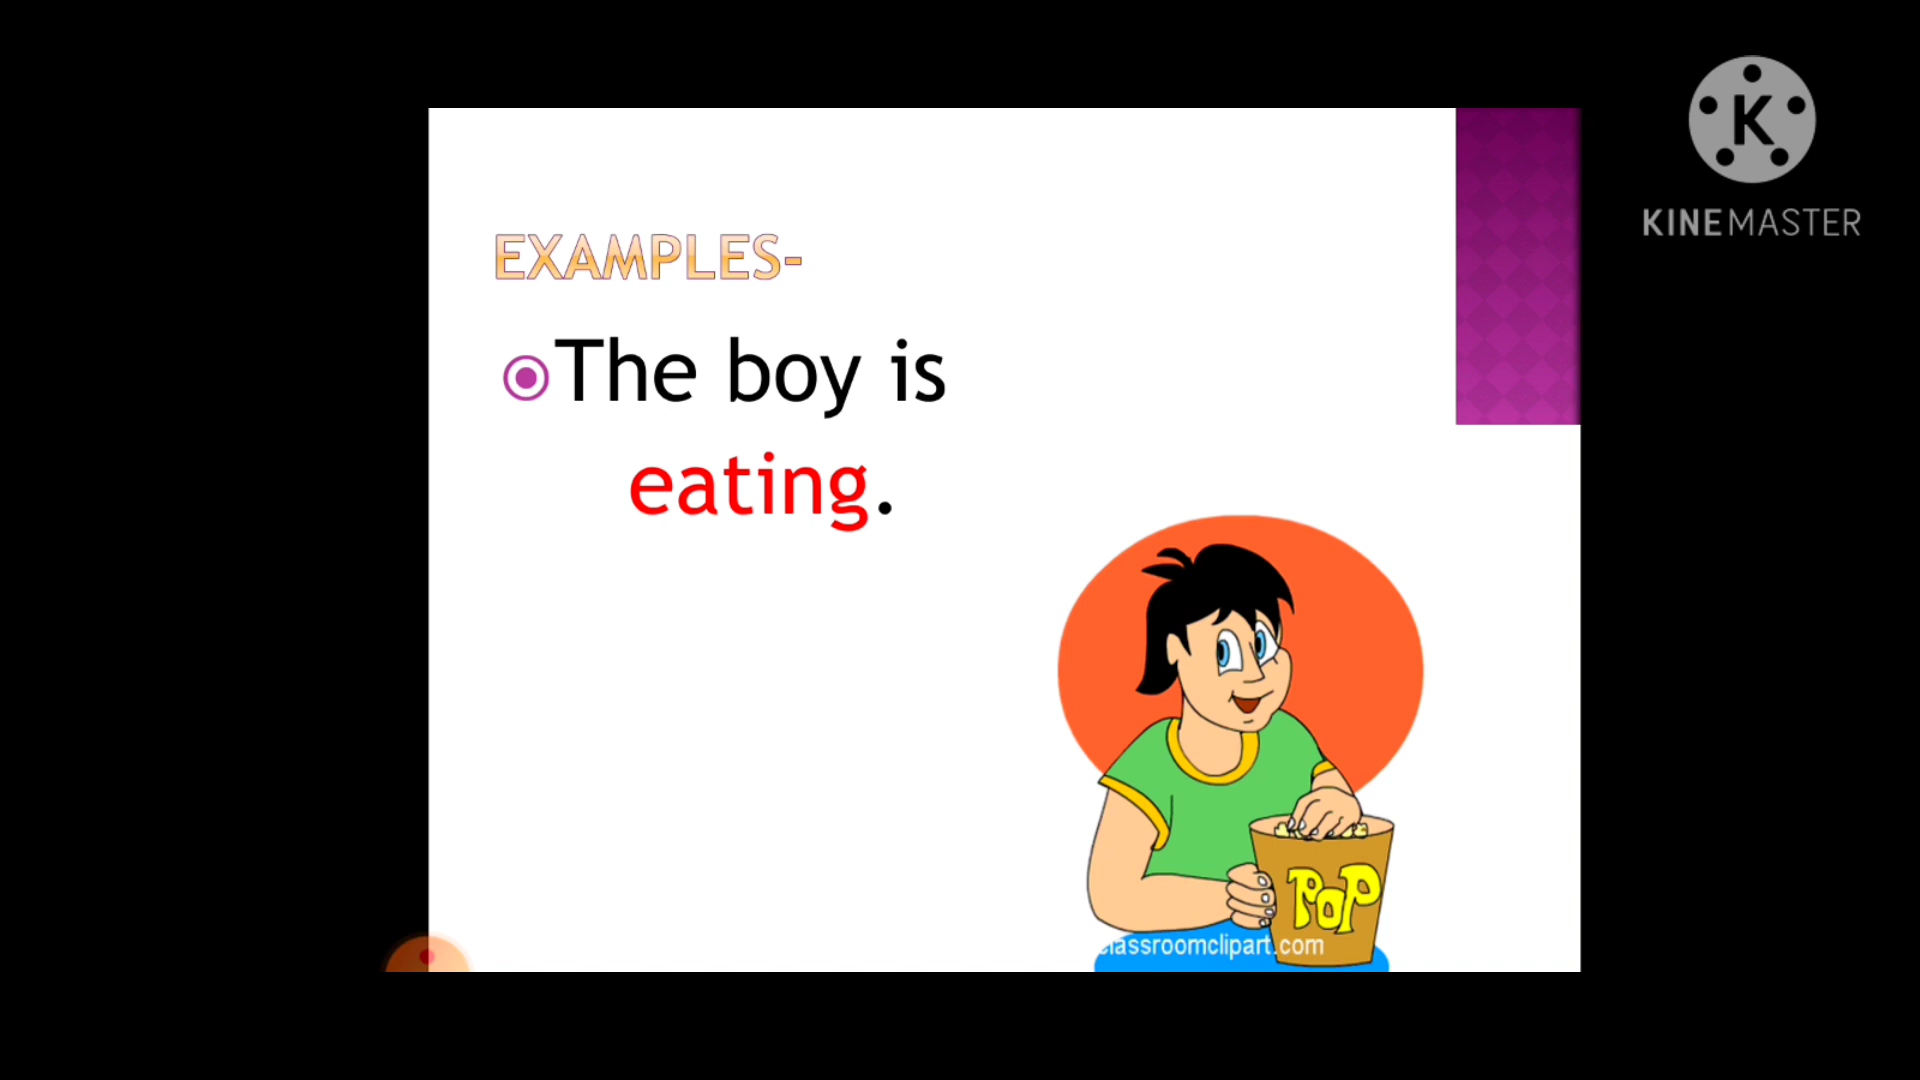 K
KINEMASTER
EXAMPLES-
The boy is
eating.
POP
classroomclipart.com